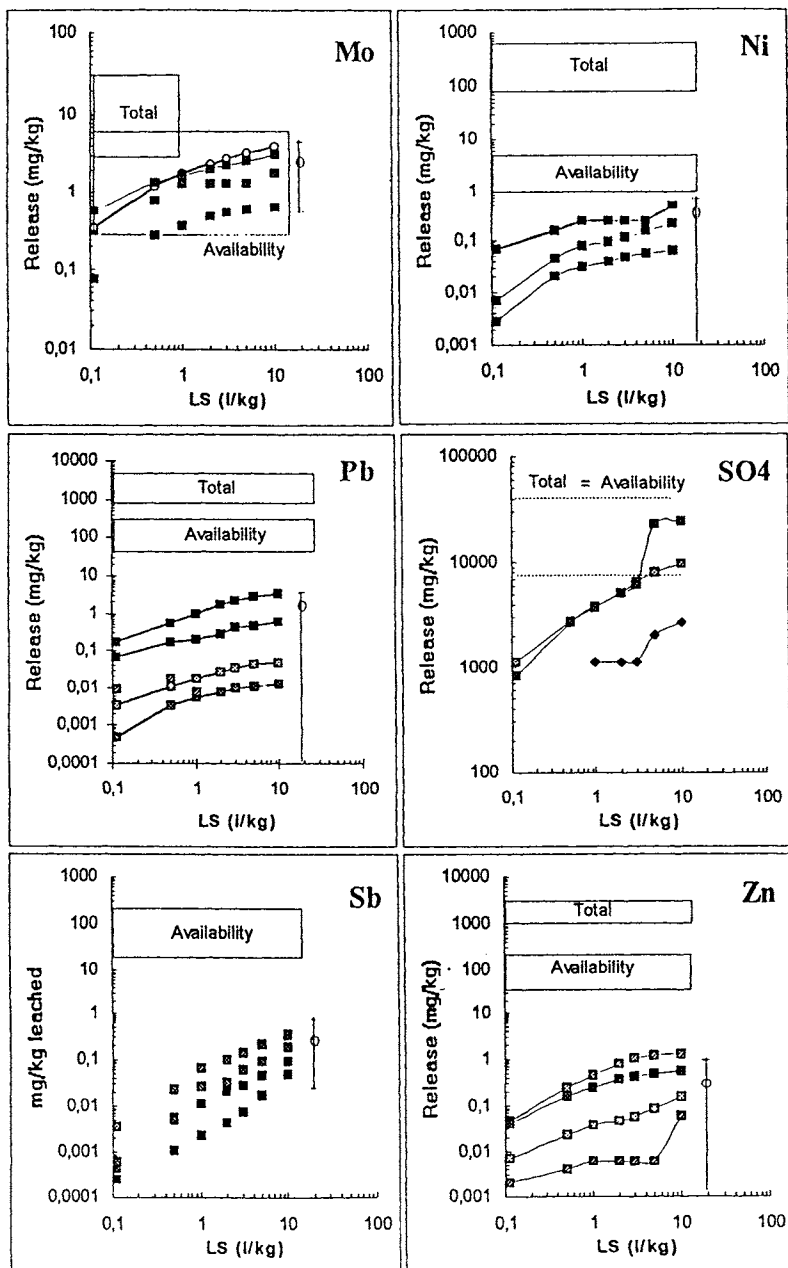 Mo
Release (mg/kg)
100
10
1
0,1
0,01
Total
Availability
0,1
1
10
100
LS (l/kg)
Ni
Release (mg/kg)
1000
100
10
1
0,1
0,01
0,001
Total
Availability
0,1
1
10
100
LS (l/kg)
Pb
Release (mg/kg)
10000
1000
100
10
1
0,1
0,01
0,001
0,0001
Total
Availability
0,1
1
10
100
LS (l/kg)
SO4
Release (mg/kg)
100000
10000
1000
100
Total = Availability
0,1
1
10
100
LS (l/kg)
Sb
mg/kg leached
1000
100
10
1
0,1
0,01
0,001
0,0001
Availability
0,1
1
10
100
LS (l/kg)
Zn
Release (mg/kg)
10000
1000
100
10
1
0,1
0,01
0,001
Total
Availability
0,1
1
10
100
LS (l/kg)